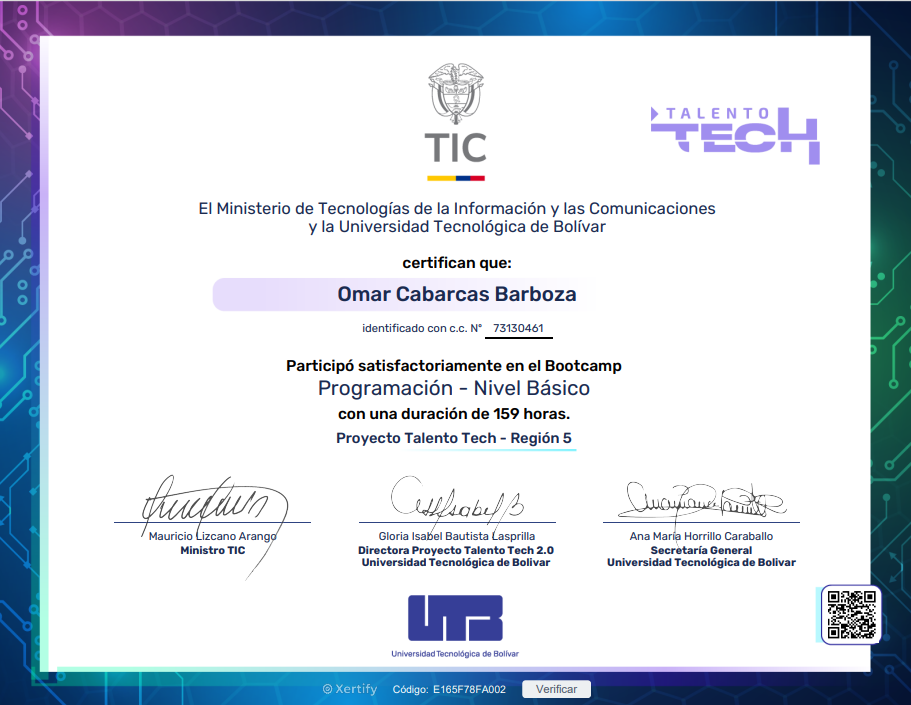 TIC
TALENTO
TECH
El Ministerio de Tecnologías de la Información y las Comunicaciones
y la Universidad Tecnológica de Bolívar
certifican que:
Omar Cabarcas Barboza
identificado con c.c. N° 73130461
Participó satisfactoriamente en el Bootcamp
Programación - Nivel Básico
con una duración de 159 horas.
Proyecto Talento Tech - Región 5
Mauricio Lizcano Arango
Ministro TIC
Gloria Isabel Bautista Lasprilla
Directora Proyecto Talento Tech 2.0
Universidad Tecnológica de Bolivar
Ana María Horrillo Caraballo
Secretaría General
Universidad Tecnológica de Bolivar
UTB
Universidad Tecnológica de Bolívar
Xertify Código: E165F78FA002 Verificar